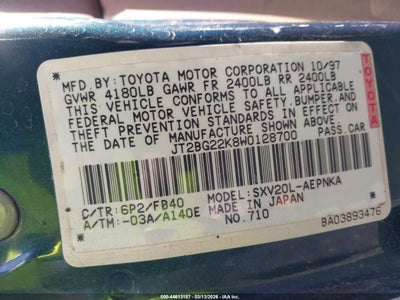 MFD.BY:TOYOTA MOTOR CORPORATION 10/97
GVWR 4180LB GAWR FR 2400LB RR 2400LB
THIS VEHICLE CONFORMS TO ALL APPLICABLE
FEDERAL MOTOR VEHICLE SAFETY,BUMPER,AND
THEFT PREVENTION STANDARDS IN EFFECT ON
THE DATE OF MANUFACTURE SHOWN ABOVE.
JT2BG22K8W0128700 PASS.CAR
TOYOTA
C/TR:6P2/FB40 MODEL:SXV20L-AEPNKA
A/TM:-03A/A140E MADE IN JAPAN
NO.710
BA03893476
000-44613187 - 03/13/2026 - Copyright © IAA Inc.